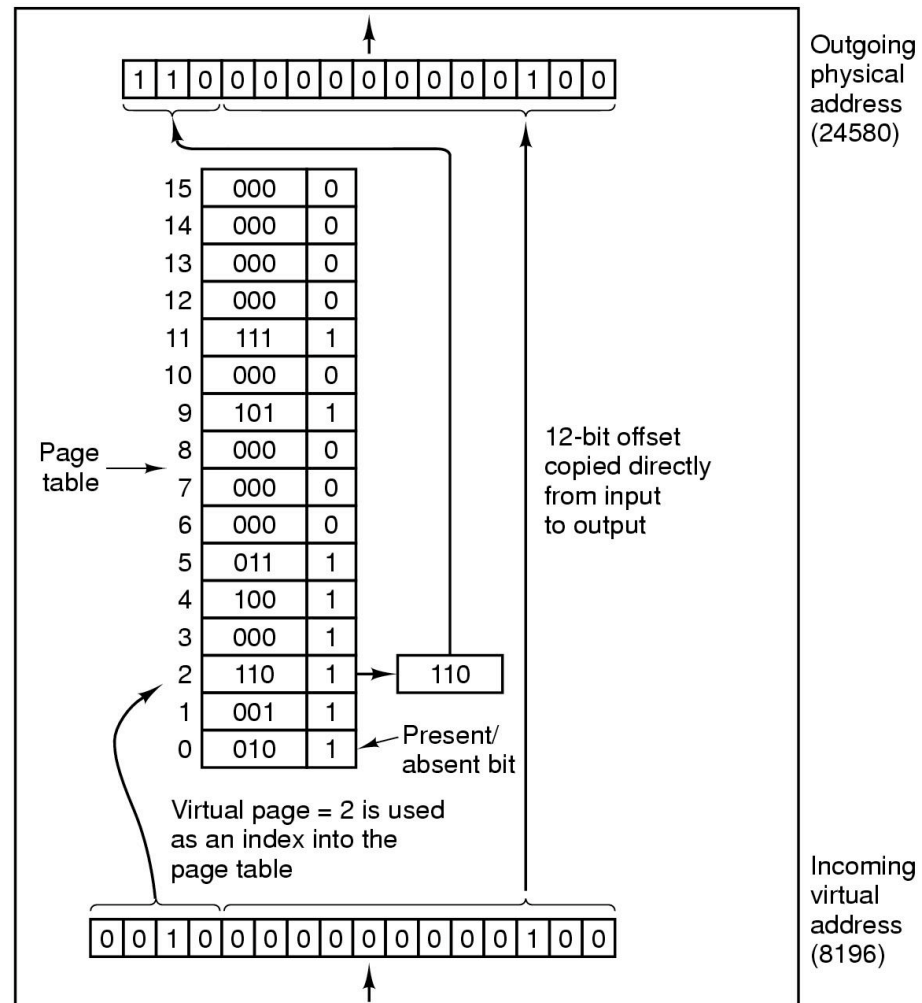 1 1 0 0 0 0 0 0 0 0 0 0 1 0 0
Outgoing
physical
address
(24580)
15 000 0
14 000 0
13 000 0
12 000 0
11 111 1
10 000 0
9 101 1
8 000 0
7 000 0
6 000 0
5 011 1
4 100 1
3 000 1
2 110 1 110
1 001 1
0 010 1
Page
table
12-bit offset
copied directly
from input
to output
Present/
absent bit
Virtual page = 2 is used
as an index into the
page table
0 0 1 0 0 0 0 0 0 0 0 0 0 1 0 0
Incoming
virtual
address
(8196)